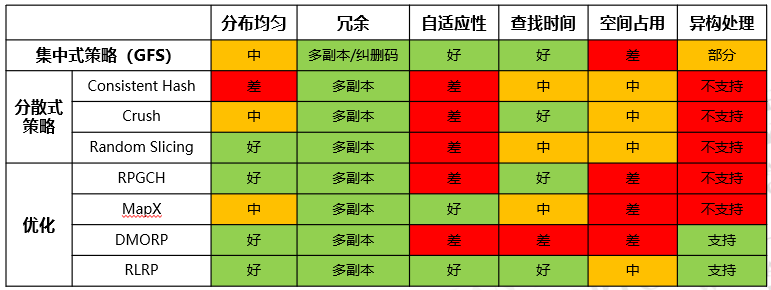 分布均匀 冗余 自适应性 查找时间 空间占用 异构处理
集中式策略（GFS） 中 多副本/纠删码 好 好 差 部分
分散式策略 Consistent Hash 差 多副本 差 中 中 不支持
Crush 中 多副本 差 好 中 不支持
Random Slicing 好 多副本 差 中 中 不支持
优化 RPGCH 好 多副本 差 好 差 不支持
MapX 中 多副本 好 中 差 不支持
DMORP 好 多副本 差 差 差 支持
RLRP 好 多副本 好 好 中 支持